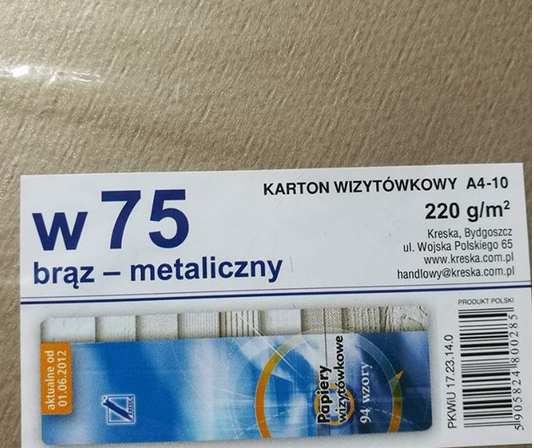 w 75
brąz – metaliczny
KARTON WIZYTÓWKOWY A4-10
220 g/m²
Kreska, Bydgoszcz
ul. Wojska Polskiego 65
www.kreska.com.pl
handlowy@kreska.com.pl
PRODUKT POLSKI
aktualne od
01.06.2012
Papiery
wizytówkowe
94 wzory
PKWiU 17.23.14.0
5905824800285